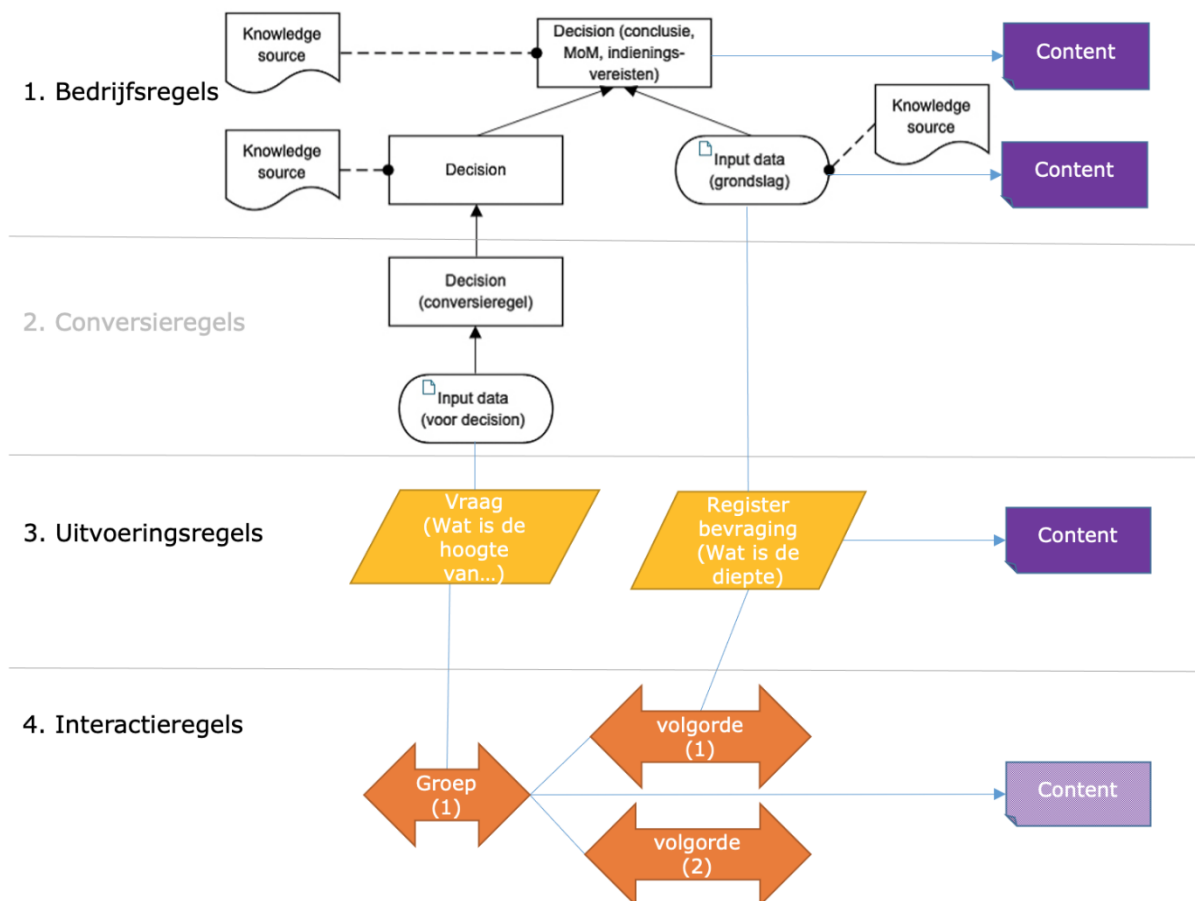 Knowledge
source
Decision (conclusie,
MoM, indienings-
vereisten)
Content
1. Bedrijfsregels
Knowledge
source
Knowledge
source
Decision
Input data
(grondslag)
Content
Decision
(conversieregel)
2. Conversieregels
Input data
(voor decision)
3. Uitvoeringsregels
Vraag
(Wat is de
hoogte
van...)
Register
bevraging
(Wat is de
diepte)
Content
4. Interactieregels
volgorde
(1)
Groep
(1)
Content
volgorde
(2)